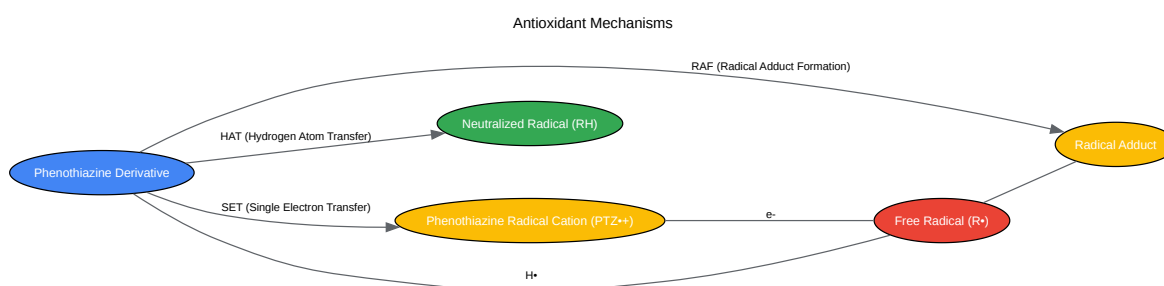 Antioxidant Mechanisms
RAF (Radical Adduct Formation)
Neutralized Radical (RH)
HAT (Hydrogen Atom Transfer)
Radical Adduct
Phenothiazine Derivative
SET (Single Electron Transfer)
Phenothiazine Radical Cation (PTZ•+)
e-
Free Radical (R•)
H•